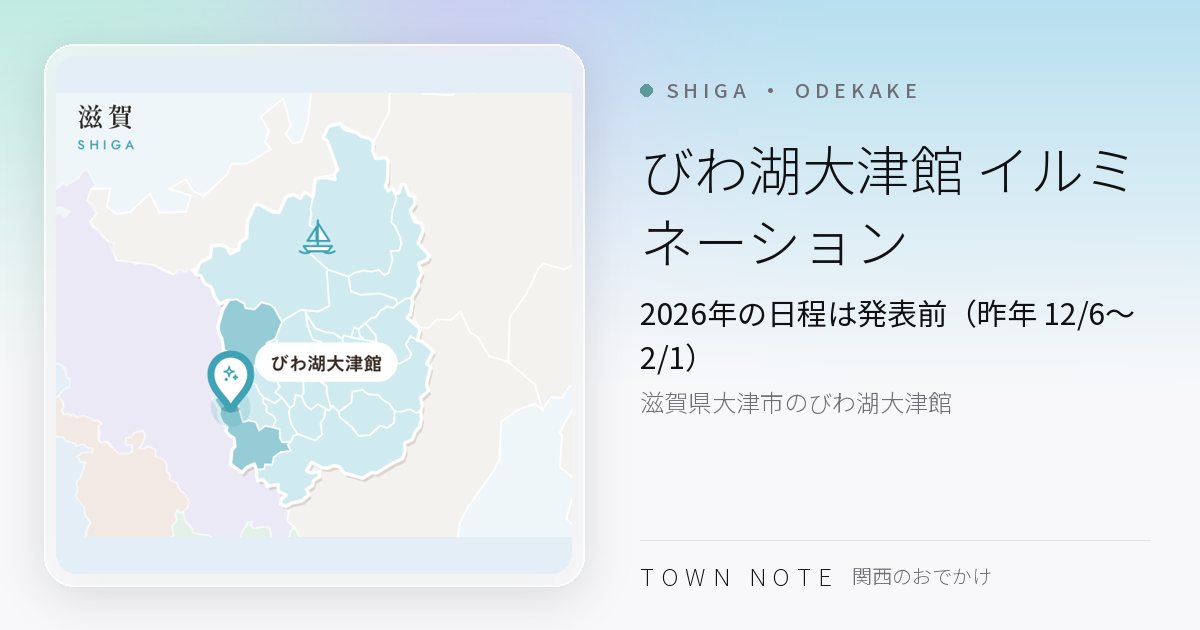 滋賀
SHIGA
びわ湖大津館
SHIGA • ODEKAKE
びわ湖大津館 イルミ
ネーション
2026年の日程は発表前（昨年 12/6〜
2/1）
滋賀県大津市のびわ湖大津館
TOWN NOTE 関西のおでかけ